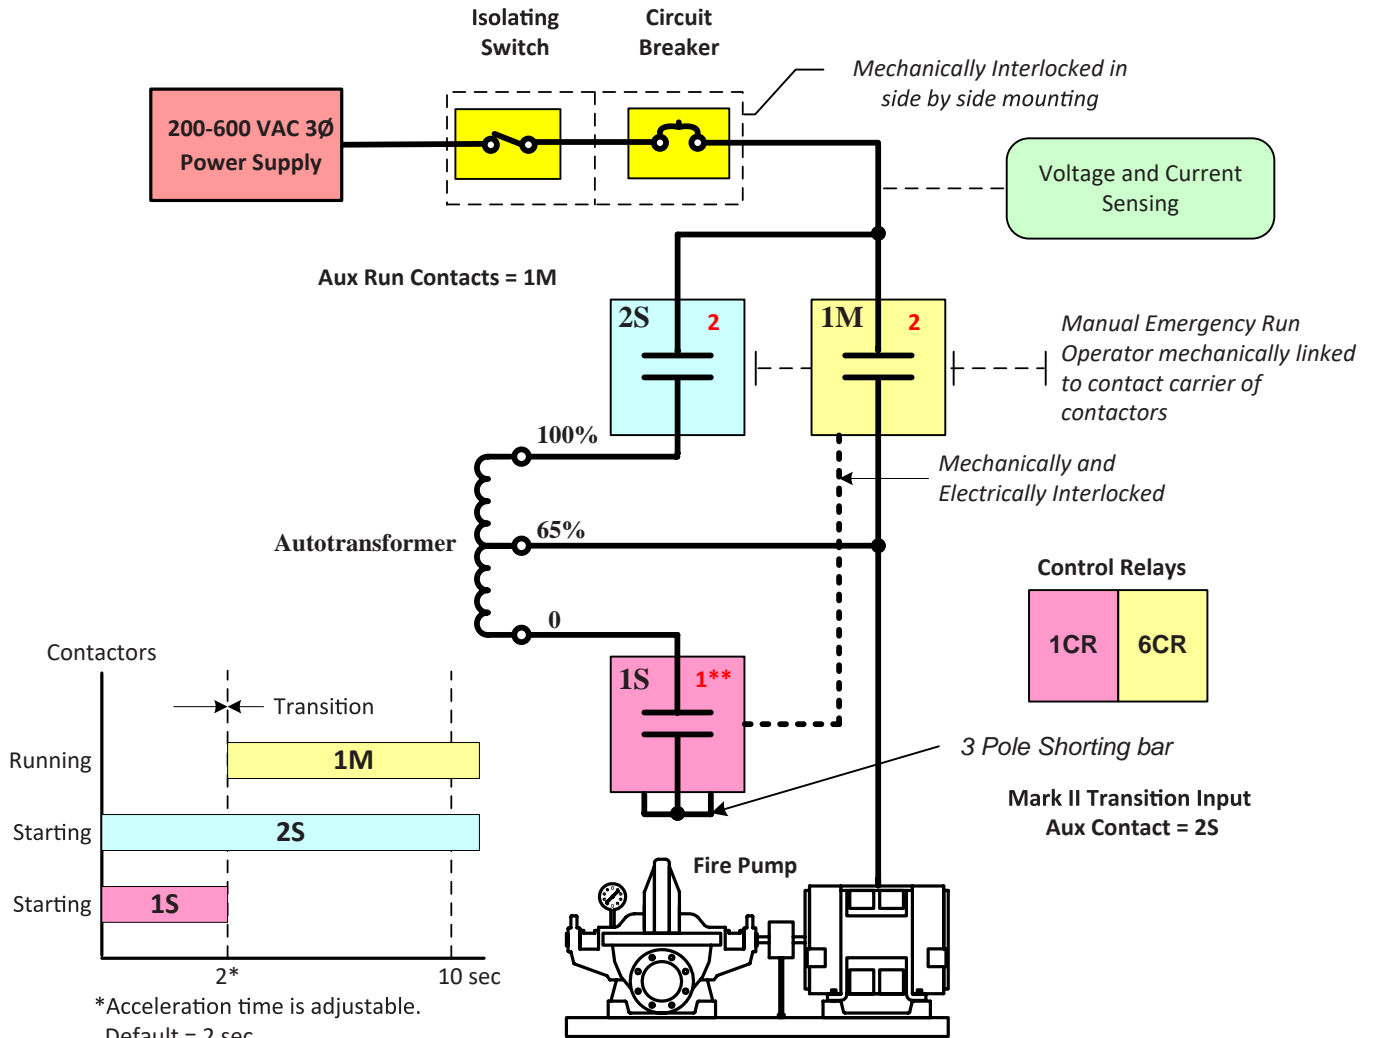 Isolating
Switch
Circuit
Breaker
Mechanically Interlocked in
side by side mounting
200-600 VAC 3Ø
Power Supply
Voltage and Current
Sensing
Aux Run Contacts = 1M
2S 2
1M 2
Manual Emergency Run
Operator mechanically linked
to contact carrier of
contactors
100%
Mechanically and
Electrically Interlocked
65%
Autotransformer
0
Control Relays
1CR 6CR
1S 1**
3 Pole Shorting bar
Mark II Transition Input
Aux Contact = 2S
Contactors
Transition
Running 1M
Starting 2S
Starting 1S
2* 10 sec
*Acceleration time is adjustable.
Default = 2 sec
Fire Pump